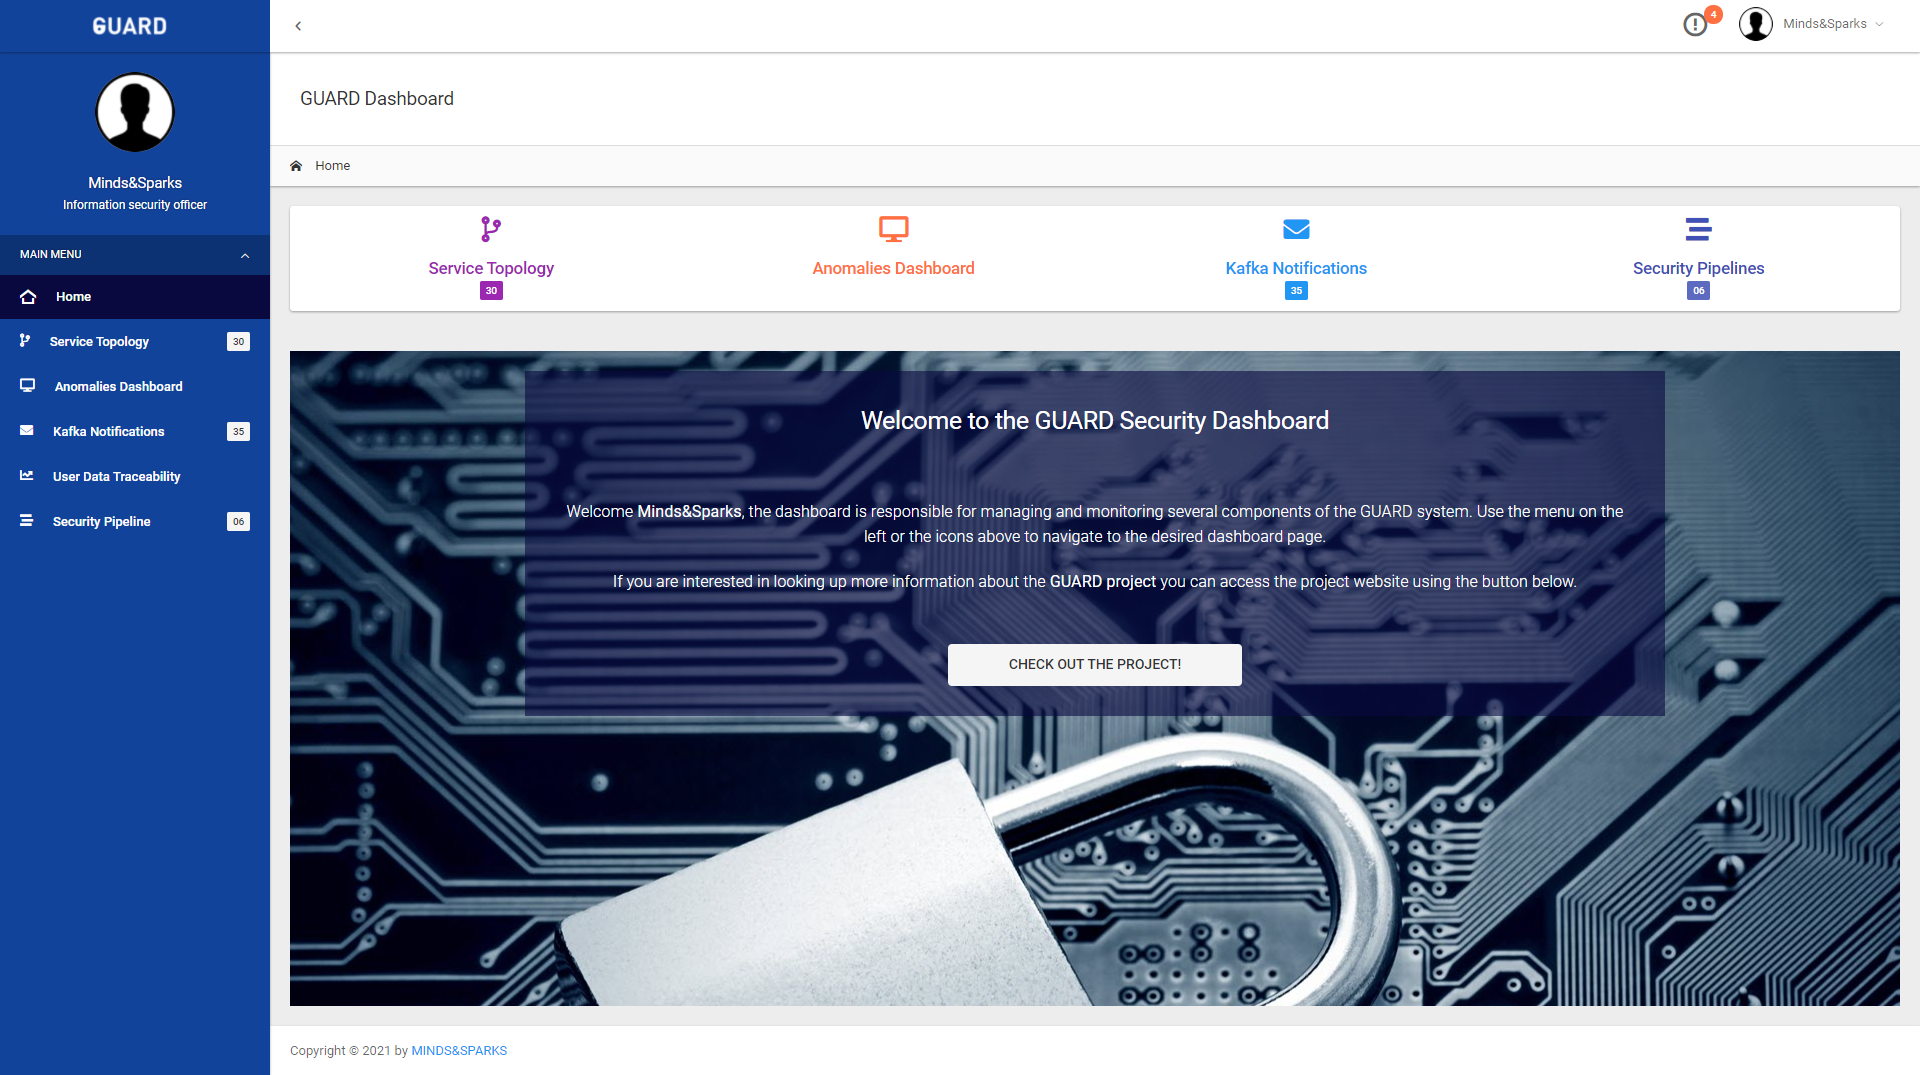 GUARD
4
Minds&Sparks
Minds&Sparks
Information security officer
MAIN MENU
Home
Service Topology 30
Anomalies Dashboard
Kafka Notifications 35
User Data Traceability
Security Pipeline 06
GUARD Dashboard
Home
Service Topology
30
Anomalies Dashboard
Kafka Notifications
35
Security Pipelines
06
Welcome to the GUARD Security Dashboard
Welcome Minds&Sparks, the dashboard is responsible for managing and monitoring several components of the GUARD system. Use the menu on the
left or the icons above to navigate to the desired dashboard page.
If you are interested in looking up more information about the GUARD project you can access the project website using the button below.
CHECK OUT THE PROJECT!
Copyright © 2021 by MINDS&SPARKS